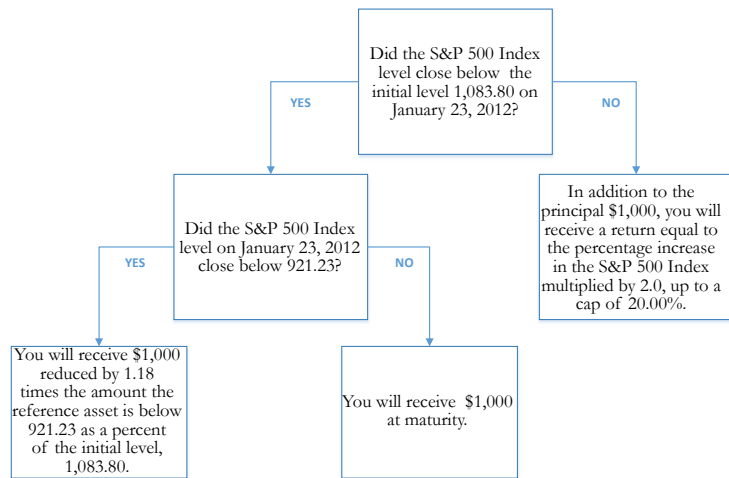 Did the S&P 500 Index
level close below the
initial level 1,083.80 on
January 23, 2012?
YES
NO
Did the S&P 500 Index
level on January 23, 2012
close below 921.23?
In addition to the
principal $1,000, you will
receive a return equal to
the percentage increase
in the S&P 500 Index
multiplied by 2.0, up to a
cap of 20.00%.
YES
NO
You will receive $1,000
reduced by 1.18
times the amount the
reference asset is below
921.23 as a percent
of the initial level,
1,083.80.
You will receive $1,000
at maturity.